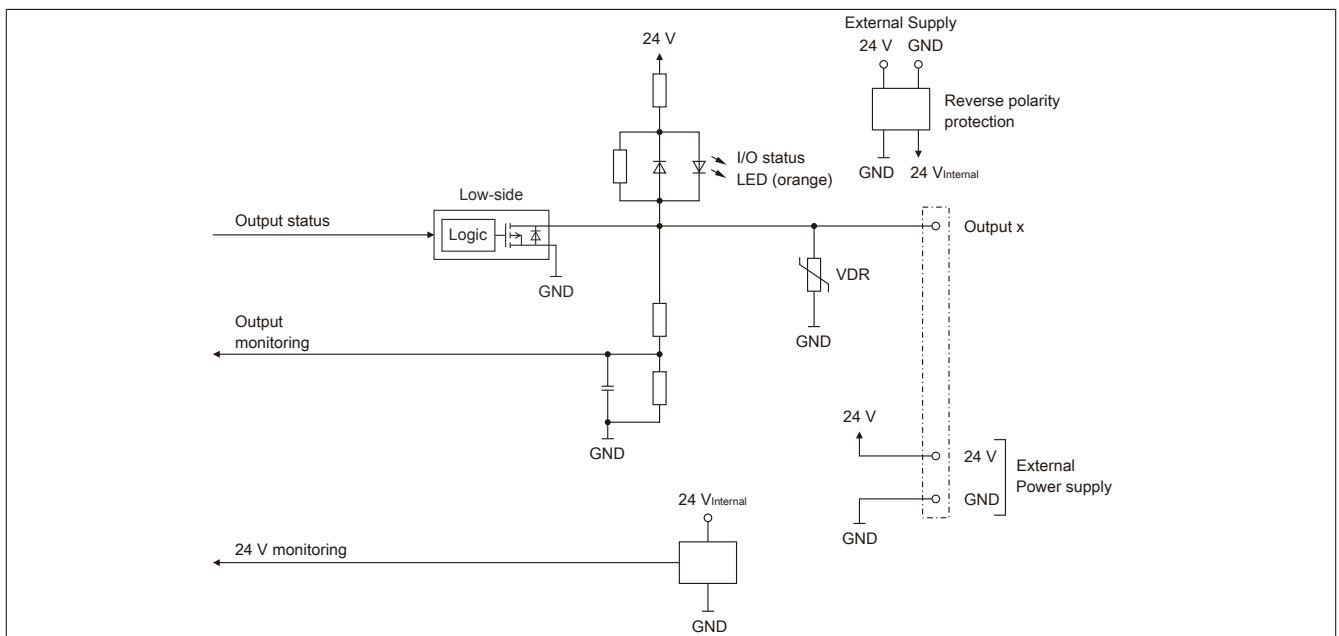 External Supply
24 V GND
24 V
Reverse polarity
protection
GND 24 VInternal
I/O status
LED (orange)
Low-side
Output status
Logic
Output x
GND
VDR
GND
Output
monitoring
24 V
GND
24 V
External
Power supply
GND
24 VInternal
GND
24 V monitoring
GND